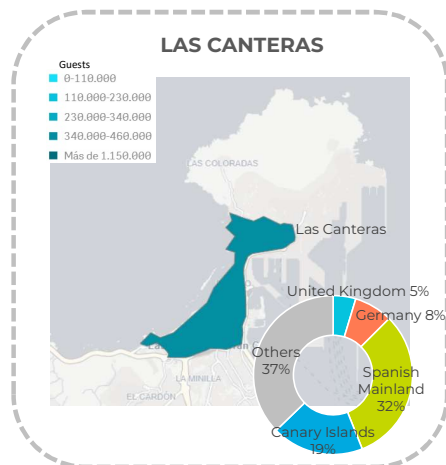 LAS CANTERAS
Guests
0-110.000
110.000-230.000
230.000-340.000
340.000-460.000
Más de 1.150.000
LAS COLORADAS
Las Canteras
United Kingdom 5%
Germany 8%
Others
37%
Spanish
Mainland
32%
LA MINILLA
EL CARDÓN
Canary Islands
19%